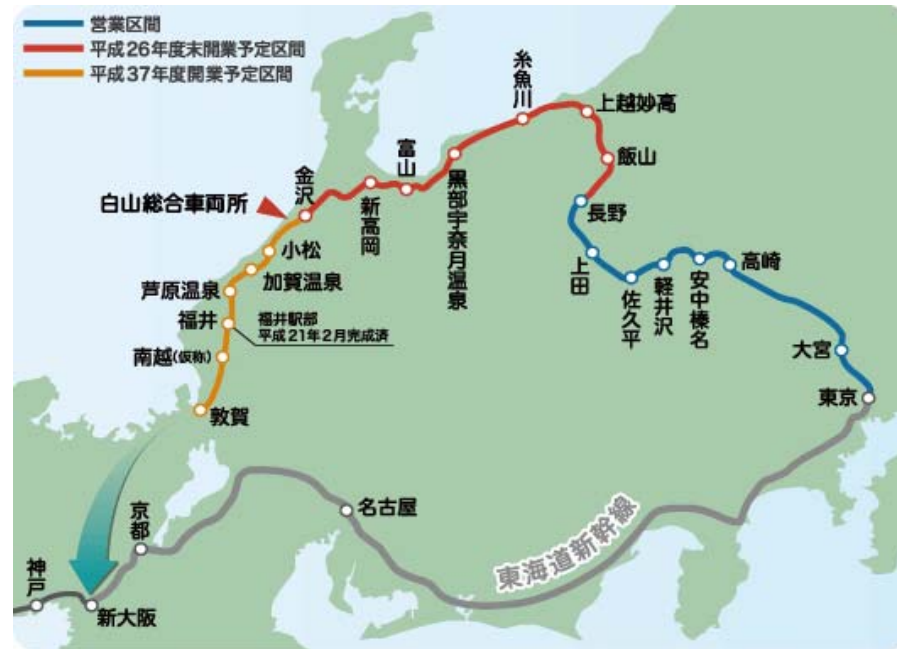 営業区間
平成26年度末開業予定区間
平成37年度開業予定区間
糸魚川
上越妙高
飯山
富山
黒部宇奈月温泉
金沢
新高岡
白山総合車両所
長野
小松
加賀温泉
上田
佐久平
軽井沢
安中榛名
高崎
芦原温泉
福井
福井駅部
平成21年2月完成済
南越(仮称)
大宮
東京
敦賀
京都
名古屋
東海道新幹線
神戸
新大阪